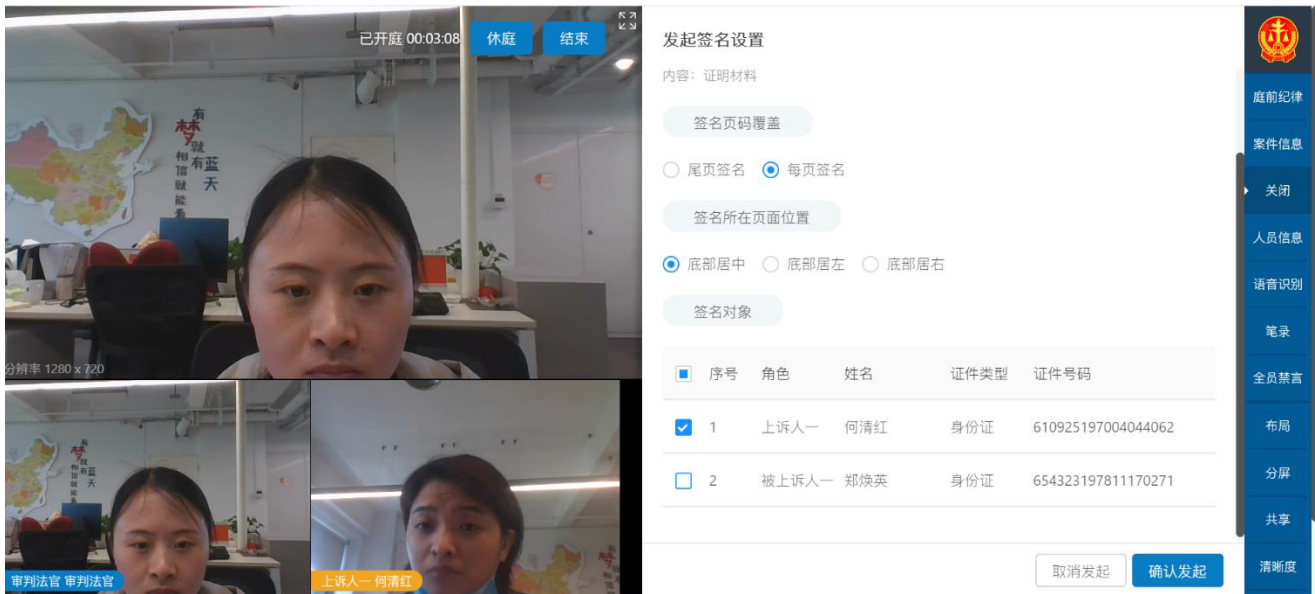 已开庭 00:03:08
休庭
结束
有
梦
就
有
蓝
天
相
信
就
能
看
分辨率 1280 x 720
审判法官 审判法官
上诉人一 何清红
发起签名设置
内容：证明材料
签名页码覆盖
尾页签名 每页签名
签名所在页面位置
底部居中 底部居左 底部居右
签名对象
序号 角色 姓名 证件类型 证件号码
1 上诉人一 何清红 身份证 610925197004044062
2 被上诉人一 郑焕英 身份证 654323197811170271
取消发起 确认发起
庭前纪律
案件信息
关闭
人员信息
语音识别
笔录
全员禁言
布局
分屏
共享
清晰度